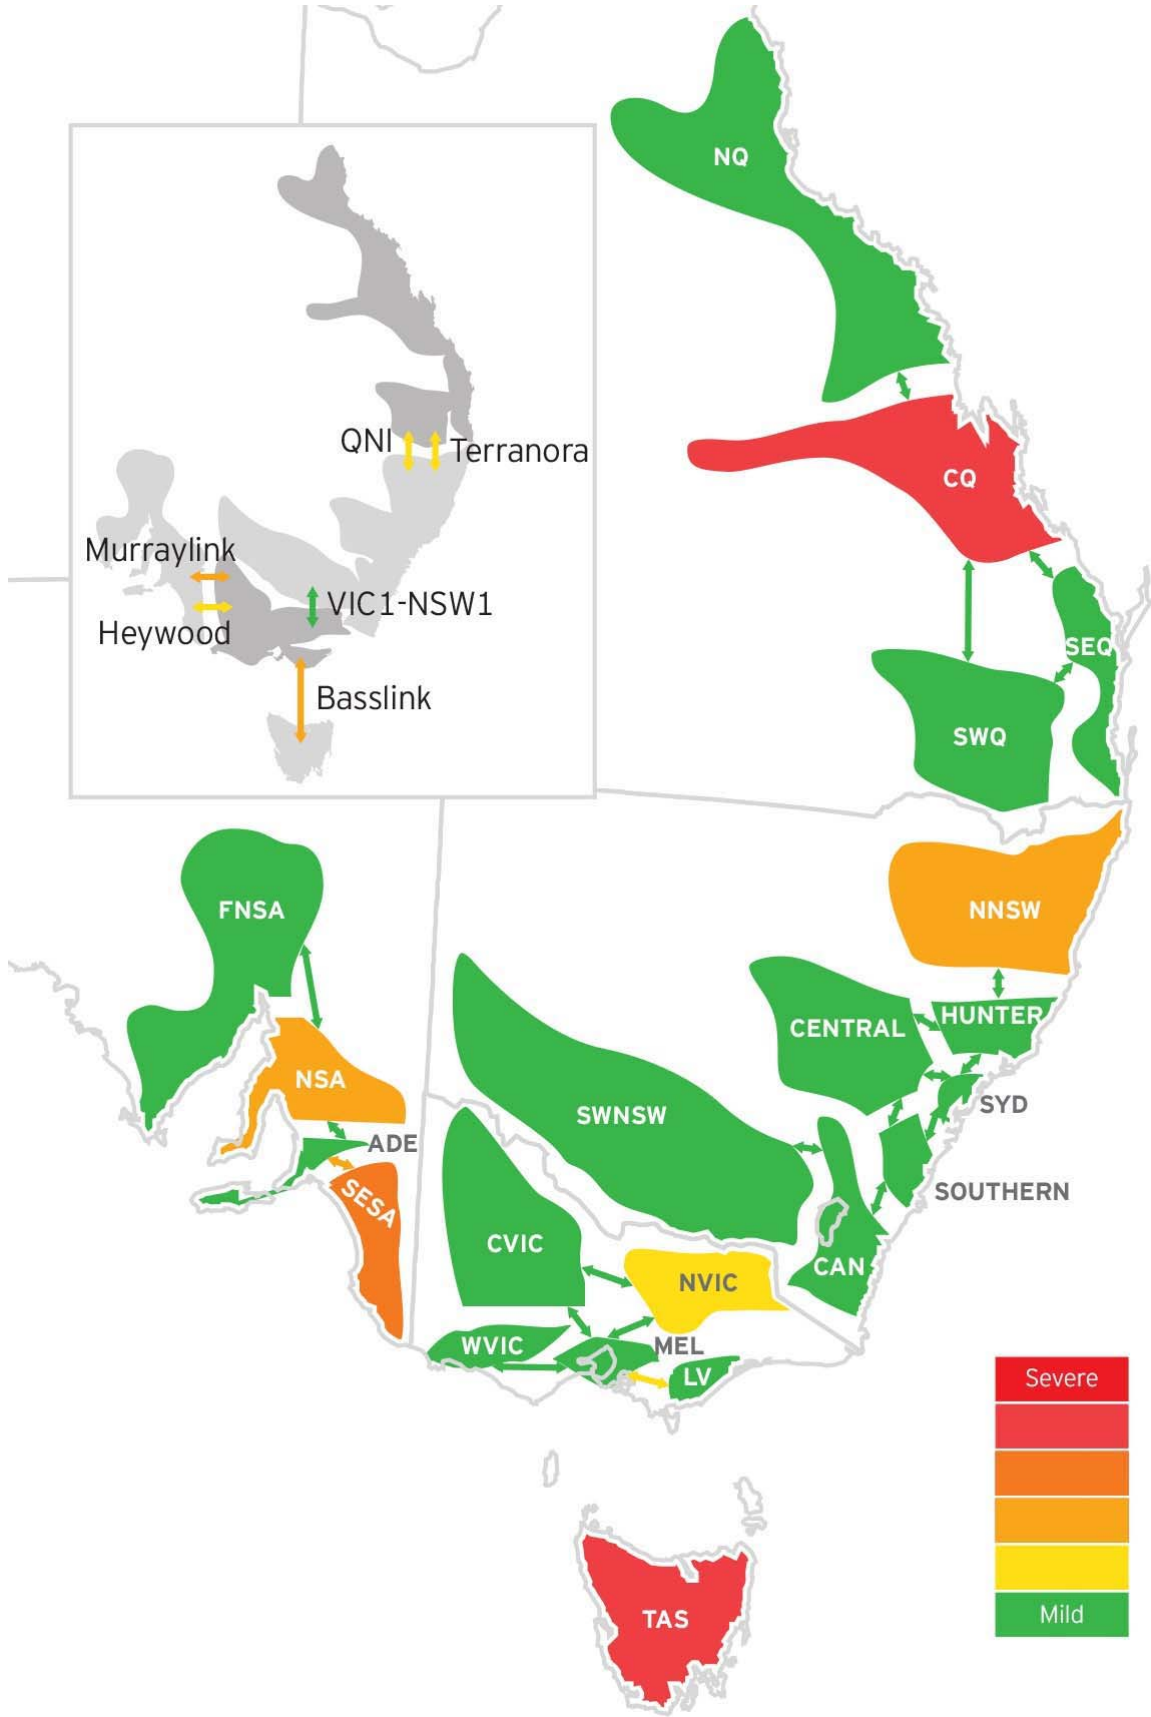 NQ
QNI
Terranora
CQ
Murraylink
VIC1-NSW1
Heywood
SEQ
Basslink
SWQ
FNSA
NNSW
CENTRAL
HUNTER
NSA
SYD
SWNSW
ADE
SESA
SOUTHERN
CVIC
CAN
NVIC
WVIC
MEL
LV
Severe
Mild
TAS